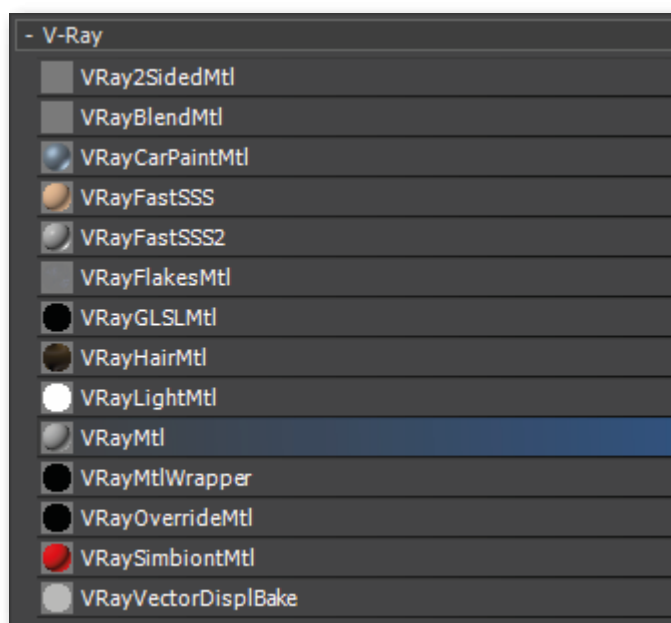 - V-Ray
VRay2SidedMtl
VRayBlendMtl
VRayCarPaintMtl
VRayFastSSS
VRayFastSSS2
VRayFlakesMtl
VRayGLSLMtl
VRayHairMtl
VRayLightMtl
VRayMtl
VRayMtlWrapper
VRayOverrideMtl
VRaySimbiontMtl
VRayVectorDisplBake